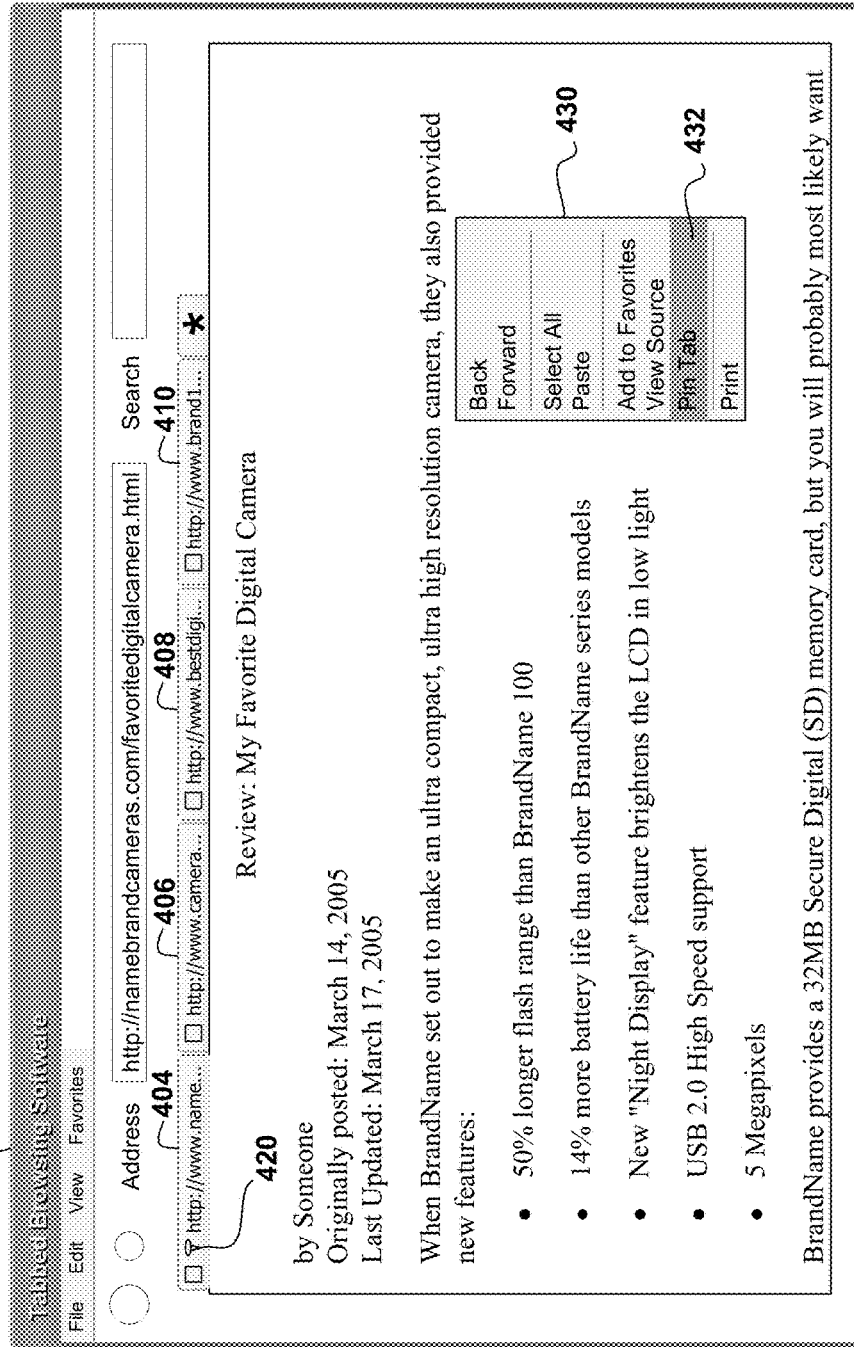 Tabbed Browsing Software
File Edit View Favorites
Address http://namebrandcameras.com/favoritedigitalcamera.html Search
404 406 408 410
http://www.name... http://www.camera... http://www.bestdigi... http://www.brand1... *
420
Review: My Favorite Digital Camera
by Someone
Originally posted: March 14, 2005
Last Updated: March 17, 2005
When BrandName set out to make an ultra compact, ultra high resolution camera, they also provided
new features:
• 50% longer flash range than BrandName 100
• 14% more battery life than other BrandName series models
• New "Night Display" feature brightens the LCD in low light
• USB 2.0 High Speed support
• 5 Megapixels
Back
Forward
Select All
Paste
Add to Favorites
View Source
Pin Tab
Print
430
432
BrandName provides a 32MB Secure Digital (SD) memory card, but you will probably most likely want